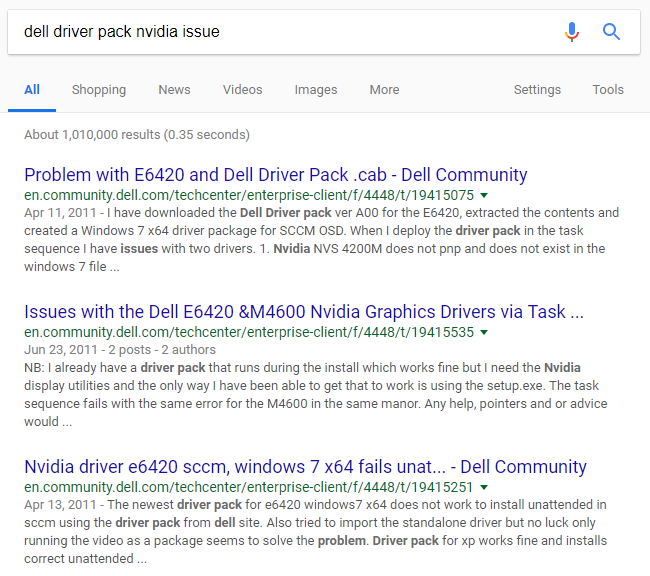 dell driver pack nvidia issue
All Shopping News Videos Images More Settings Tools
About 1,010,000 results (0.35 seconds)
Problem with E6420 and Dell Driver Pack .cab - Dell Community
en.community.dell.com/techcenter/enterprise-client/f/4448/t/19415075
Apr 11, 2011 - I have downloaded the Dell Driver pack ver A00 for the E6420, extracted the contents and
created a Windows 7 x64 driver package for SCCM OSD. When I deploy the driver pack in the task
sequence I have issues with two drivers. 1. Nvidia NVS 4200M does not pnp and does not exist in the
windows 7 file ...
Issues with the Dell E6420 &M4600 Nvidia Graphics Drivers via Task ...
en.community.dell.com/techcenter/enterprise-client/f/4448/t/19415535
Jun 23, 2011 - 2 posts - 2 authors
NB: I already have a driver pack that runs during the install which works fine but I need the Nvidia
display utilities and the only way I have been able to get that to work is using the setup.exe. The task
sequence fails with the same error for the M4600 in the same manor. Any help, pointers and or advice
would ...
Nvidia driver e6420 sccm, windows 7 x64 fails unat... - Dell Community
en.community.dell.com/techcenter/enterprise-client/f/4448/t/19415251
Apr 13, 2011 - The newest driver pack for e6420 windows7 x64 does not work to install unattended in
sccm using the driver pack from dell site. Also tried to import the standalone driver but no luck only
running the video as a package seems to solve the problem. Driver pack for xp works fine and installs
correct unattended ...